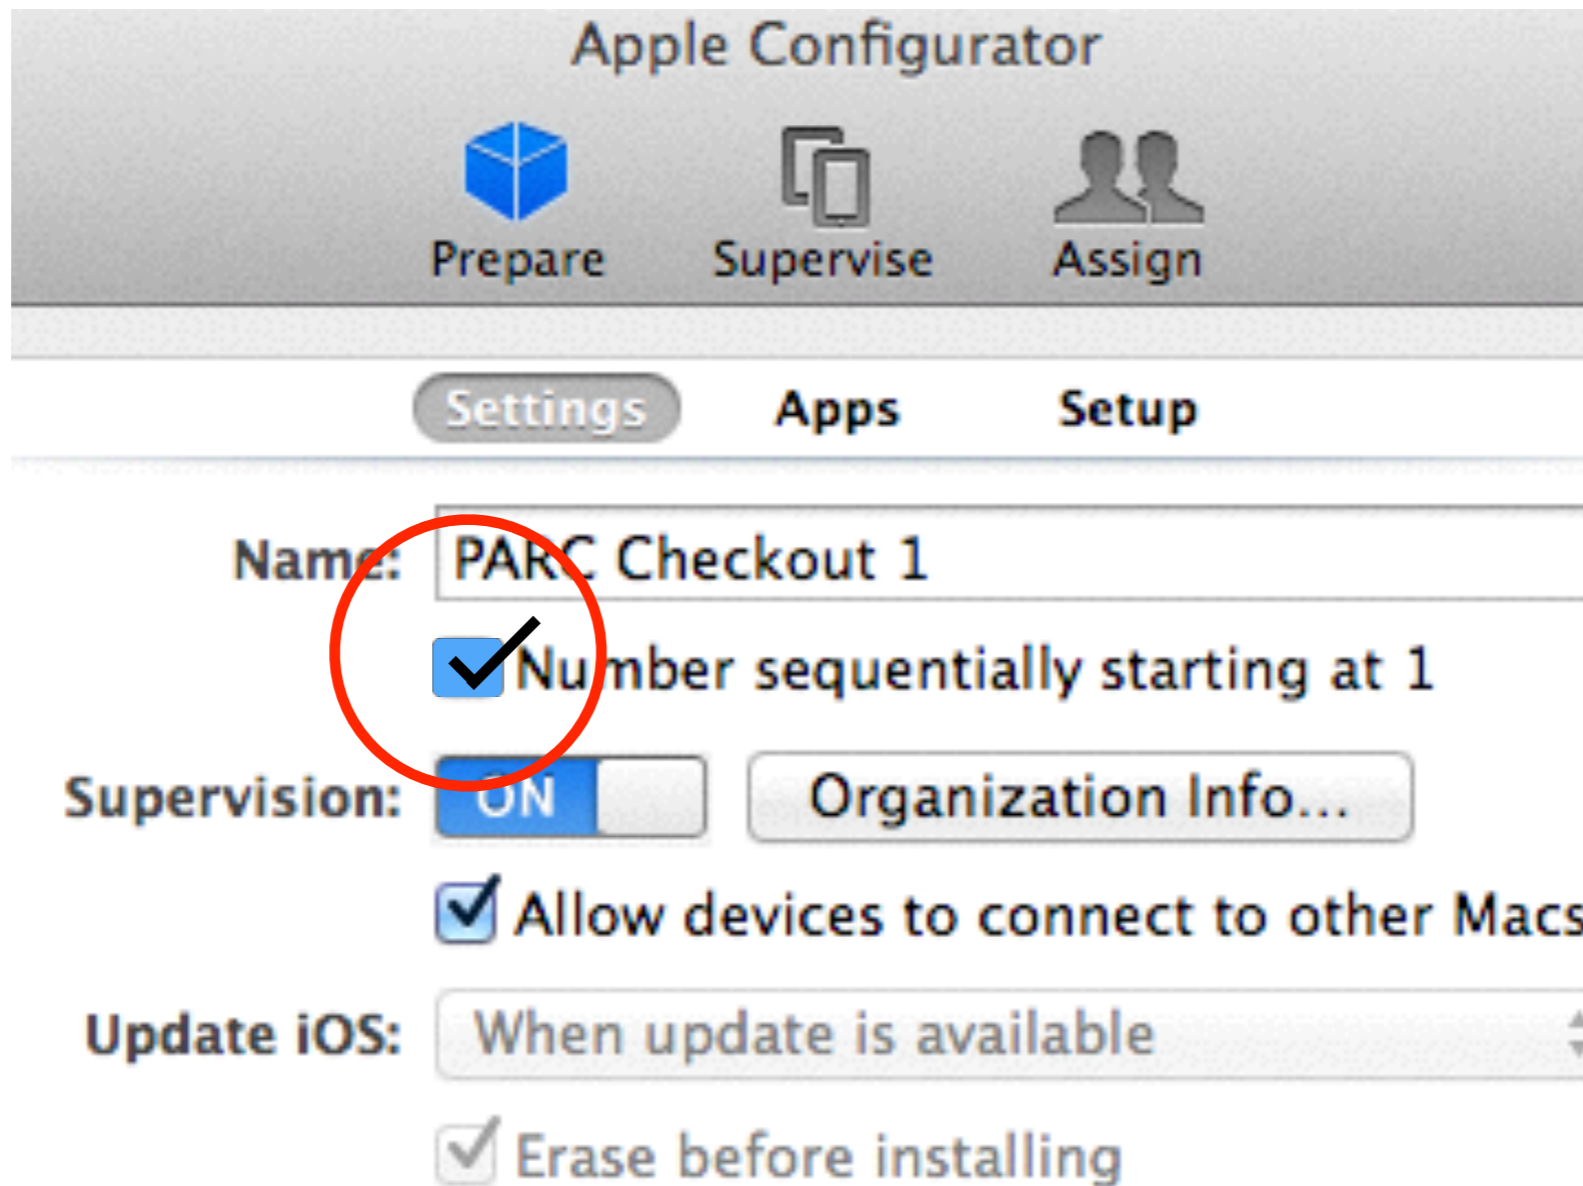 Apple Configurator
Prepare Supervise Assign
Settings Apps Setup
Name: PARC Checkout 1
Number sequentially starting at 1
Supervision: ON Organization Info...
Allow devices to connect to other Macs
Update iOS: When update is available
Erase before installing